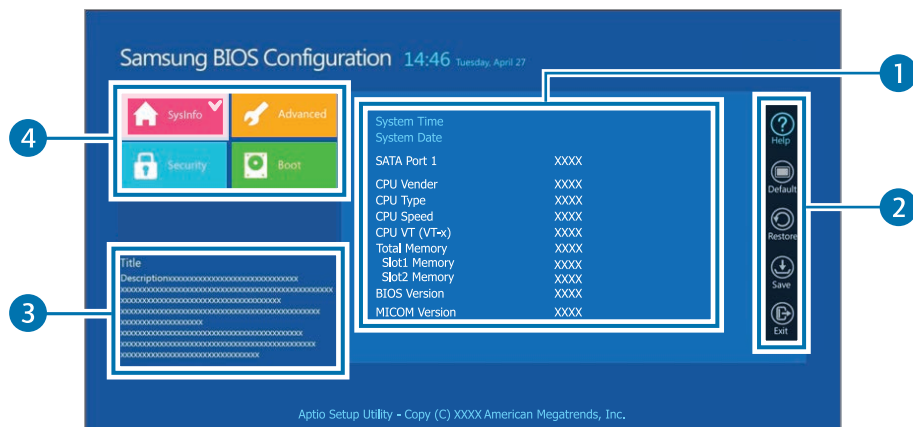 Samsung BIOS Configuration 14:46 Tuesday, April 27
1
4
SysInfo Advanced
Security Boot
System Time
System Date
SATA Port 1 XXXX
CPU Vender XXXX
CPU Type XXXX
CPU Speed XXXX
CPU VT (VT-x) XXXX
Total Memory XXXX
Slot1 Memory XXXX
Slot2 Memory XXXX
BIOS Version XXXX
MICOM Version XXXX
Help
Default
Restore
Save
Exit
2
3
Title
Descriptionxxxxxxxxxxxxxxxxxxxxxxxxxxxxxx
Aptio Setup Utility - Copy (C) XXXX American Megatrends, Inc.